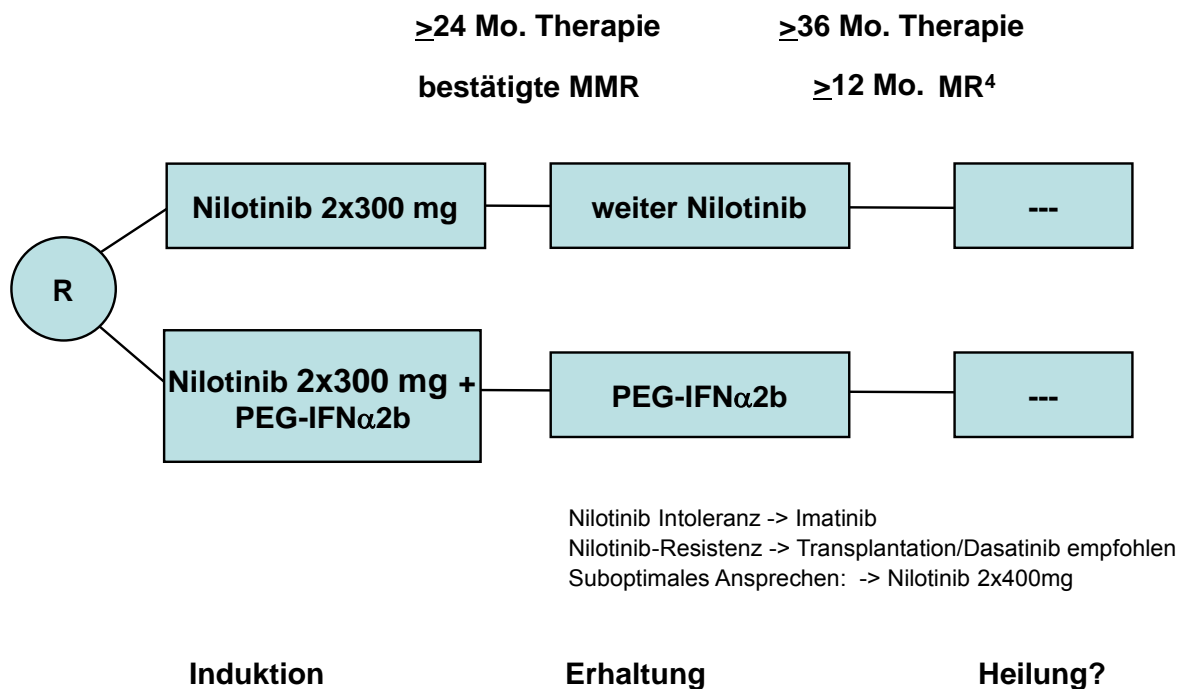 ≥24 Mo. Therapie
≥36 Mo. Therapie
bestätigte MMR
≥12 Mo. MR⁴
Nilotinib 2x300 mg
weiter Nilotinib
---
R
Nilotinib 2x300 mg +
PEG-IFNα2b
PEG-IFNα2b
---
Nilotinib Intoleranz -> Imatinib
Nilotinib-Resistenz -> Transplantation/Dasatinib empfohlen
Suboptimales Ansprechen: -> Nilotinib 2x400mg
Induktion
Erhaltung
Heilung?